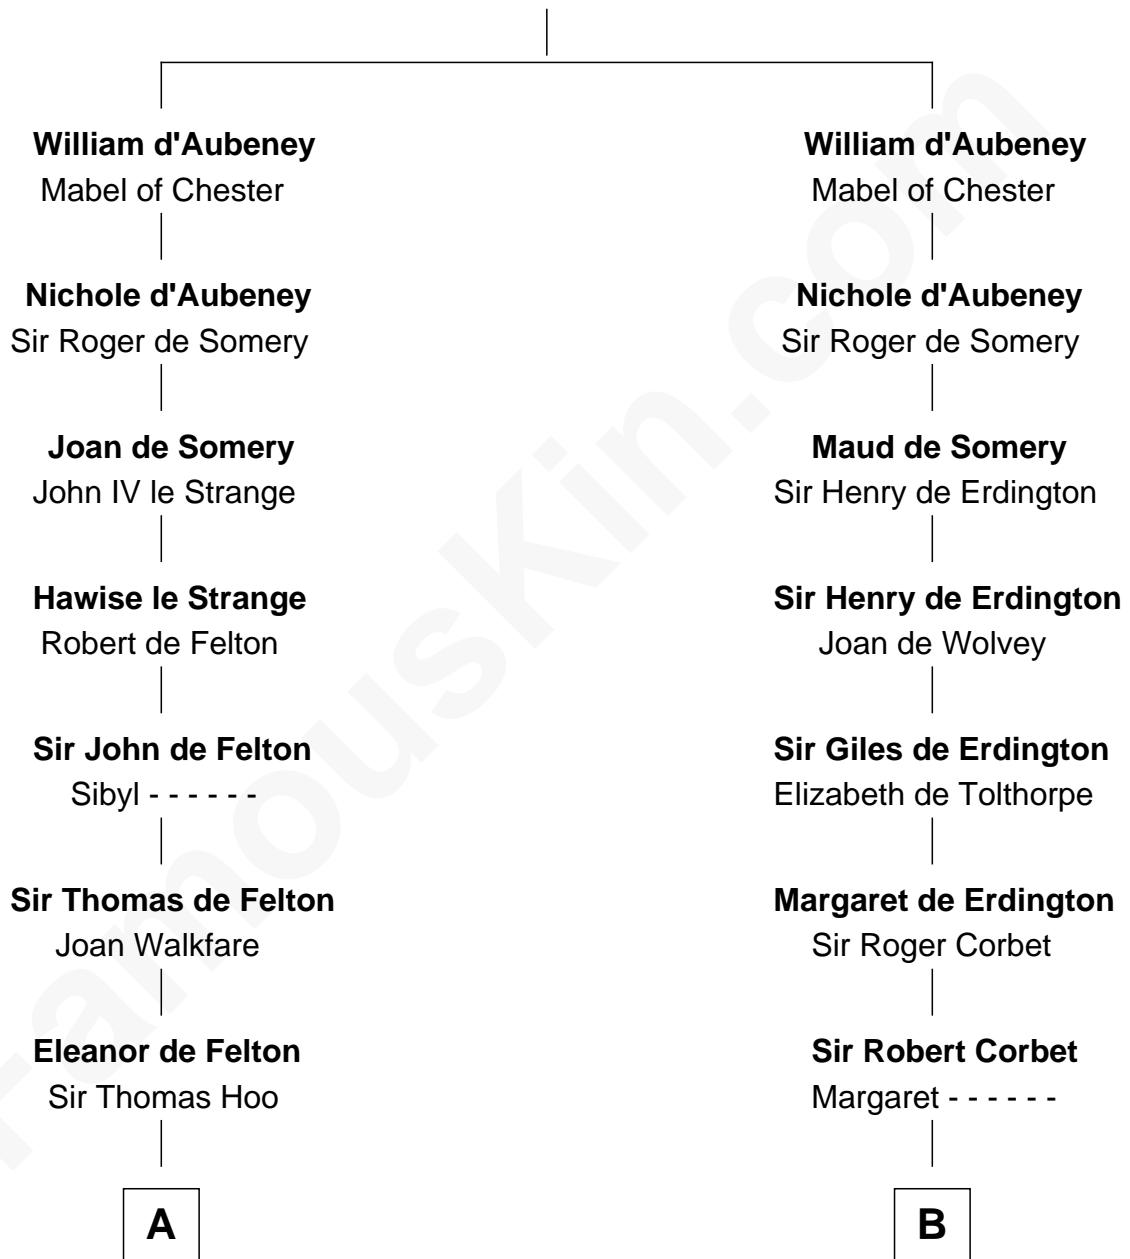 William d'Aubeney
Mabel of Chester
Nichole d'Aubeney
Sir Roger de Somery
Joan de Somery
John IV le Strange
Hawise le Strange
Robert de Felton
Sir John de Felton
Sibyl - - - - - -
Sir Thomas de Felton
Joan Walkfare
Eleanor de Felton
Sir Thomas Hoo
A
William d'Aubeney
Mabel of Chester
Nichole d'Aubeney
Sir Roger de Somery
Maud de Somery
Sir Henry de Erdington
Sir Henry de Erdington
Joan de Wolvey
Sir Giles de Erdington
Elizabeth de Tolthorpe
Margaret de Erdington
Sir Roger Corbet
Sir Robert Corbet
Margaret - - - - - -
B
FamousKin.com